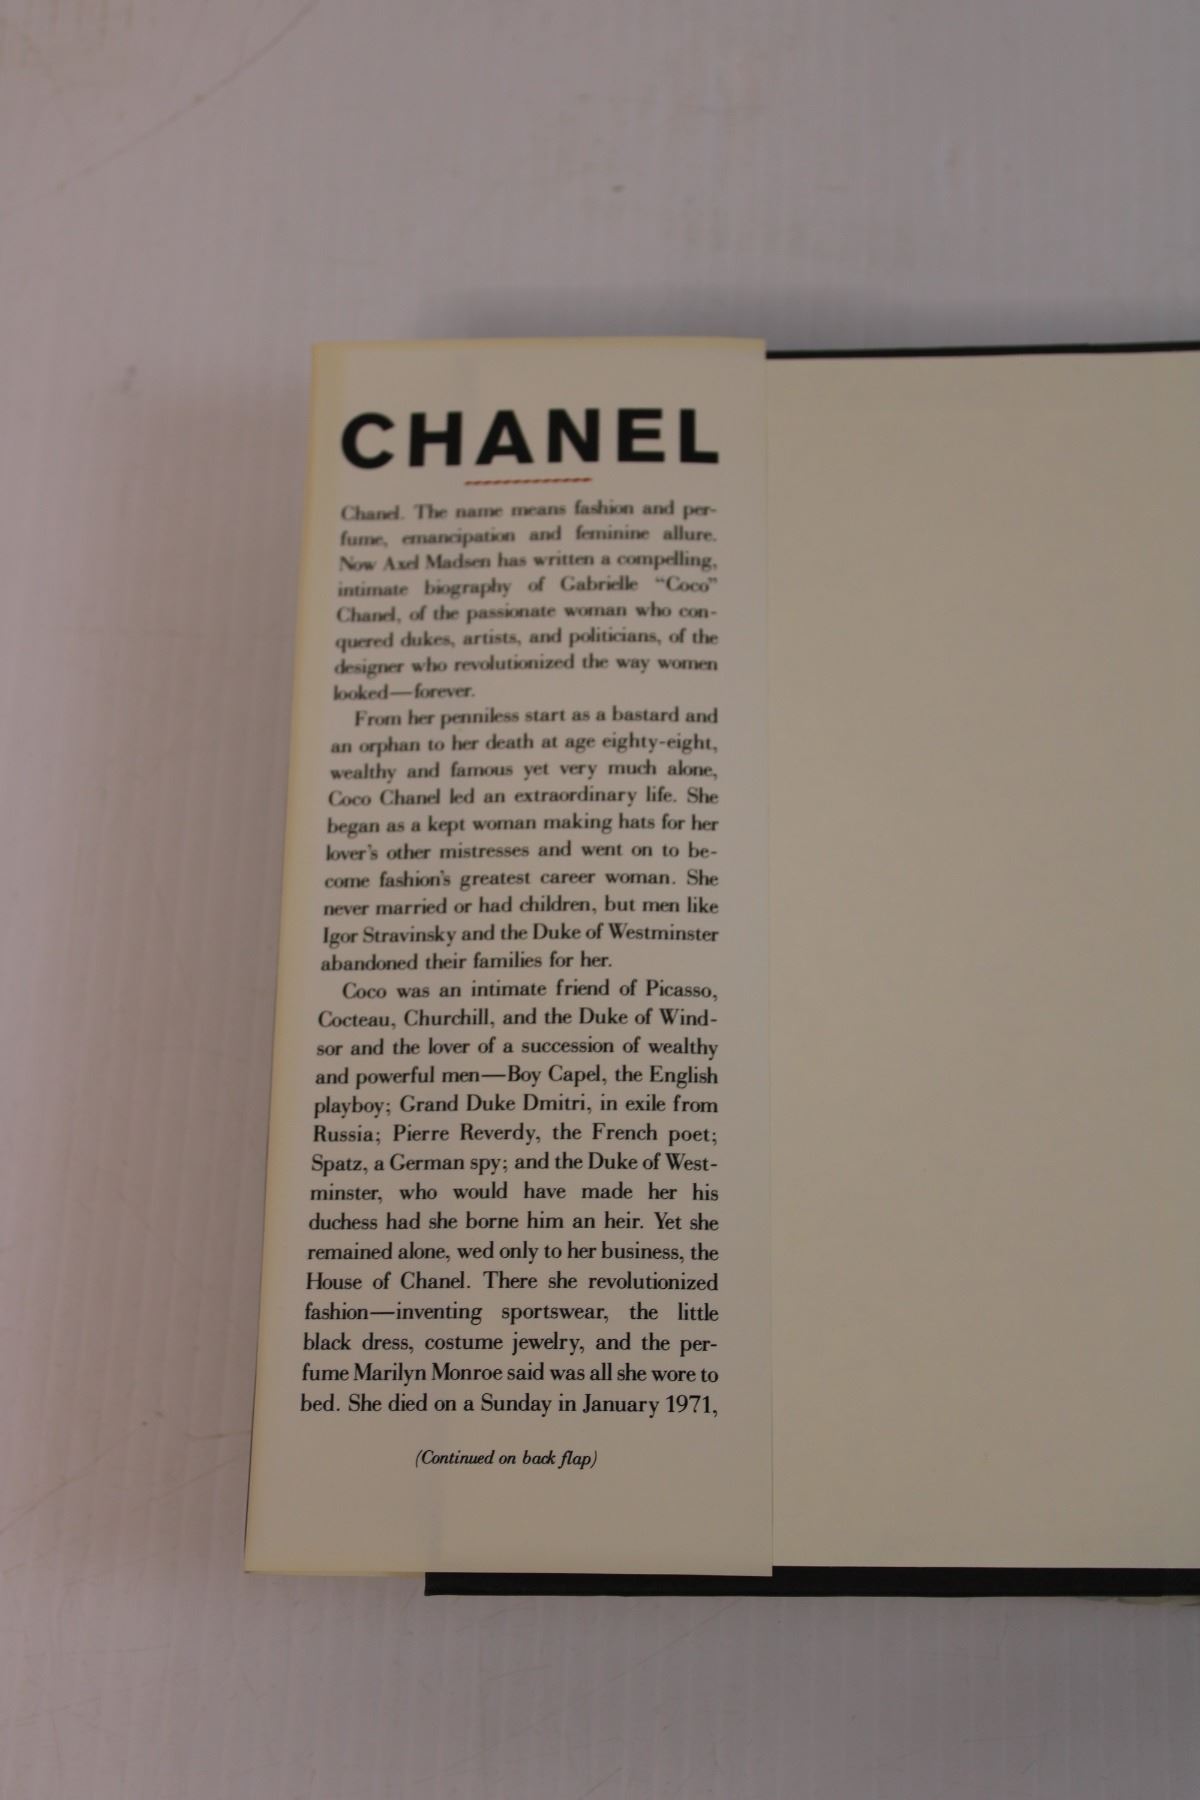 CHANEL
Chanel. The name means fashion and per-
fume, emancipation and feminine allure.
Now Axel Madsen has written a compelling,
intimate biography of Gabrielle “Coco”
Chanel, of the passionate woman who con-
quered dukes, artists, and politicians, of the
designer who revolutionized the way women
looked—forever.
From her penniless start as a bastard and
an orphan to her death at age eighty-eight,
wealthy and famous yet very much alone,
Coco Chanel led an extraordinary life. She
began as a kept woman making hats for her
lover’s other mistresses and went on to be-
come fashion’s greatest career woman. She
never married or had children, but men like
Igor Stravinsky and the Duke of Westminster
abandoned their families for her.
Coco was an intimate friend of Picasso,
Cocteau, Churchill, and the Duke of Wind-
sor and the lover of a succession of wealthy
and powerful men—Boy Capel, the English
playboy; Grand Duke Dmitri, in exile from
Russia; Pierre Reverdy, the French poet;
Spatz, a German spy; and the Duke of West-
minster, who would have made her his
duchess had she borne him an heir. Yet she
remained alone, wed only to her business, the
House of Chanel. There she revolutionized
fashion—inventing sportswear, the little
black dress, costume jewelry, and the per-
fume Marilyn Monroe said was all she wore to
bed. She died on a Sunday in January 1971,
(Continued on back flap)